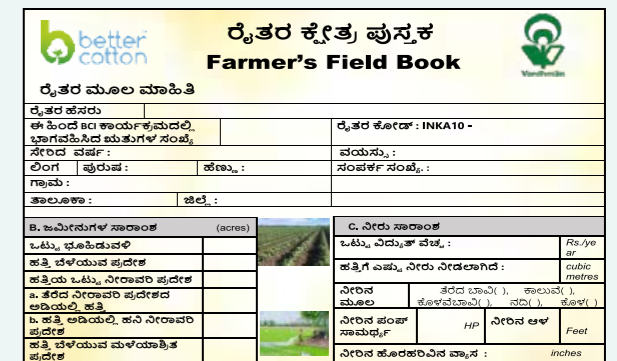 better
cotton
ರೈತರ ಕ್ಷೇತ್ರ ಪುಸ್ತಕ
Farmer's Field Book
Vardhman
ರೈತರ ಮೂಲ ಮಾಹಿತಿ
ರೈತರ ಹೆಸರು
ಈ ಹಿಂದೆ BCI ಕಾರ್ಯಕ್ರಮದಲ್ಲಿ
ಭಾಗವಹಿಸಿದ ಋತುಗಳ ಸಂಖ್ಯೆ
ರೈತರ ಕೋಡ್ : INKA10 -
ಸೇರಿದ ವರ್ಷ : ವಯಸ್ಸು :
ಲಿಂಗ ಪುರುಷ : ಹೆಣ್ಣು : ಸಂಪರ್ಕ ಸಂಖ್ಯೆ. :
ಗ್ರಾಮ :
ತಾಲೂಕಾ : ಜಿಲ್ಲೆ :
B. ಜಮೀನುಗಳ ಸಾರಾಂಶ (acres)
ಒಟ್ಟು ಭೂಹಿಡುವಳಿ
ಹತ್ತಿ ಬೆಳೆಯುವ ಪ್ರದೇಶ
ಹತ್ತಿಯ ಒಟ್ಟು ನೀರಾವರಿ ಪ್ರದೇಶ
a. ತೆರೆದ ನೀರಾವರಿ ಪ್ರದೇಶದ
ಅಡಿಯಲ್ಲಿ ಹತ್ತಿ
b. ಹತ್ತಿ ಅಡಿಯಲ್ಲಿ ಹನಿ ನೀರಾವರಿ
ಪ್ರದೇಶ
ಹತ್ತಿ ಬೆಳೆಯುವ ಮಳೆಯಾಶ್ರಿತ
ಪ್ರದೇಶ
C. ನೀರು ಸಾರಾಂಶ
ಒಟ್ಟು ವಿದ್ಯುತ್ ವೆಚ್ಚ : Rs./ye
ar
ಹತ್ತಿಗೆ ಎಷ್ಟು ನೀರು ನೀಡಲಾಗಿದೆ : cubic
metres
ನೀರಿನ
ಮೂಲ
ತೆರೆದ ಬಾವಿ( ), ಕಾಲುವೆ( ),
ಕೊಳವೆಬಾವಿ( ), ನದಿ( ), ಕೊಳ( )
ನೀರಿನ ಪಂಪ್
ಸಾಮರ್ಥ್ಯ
HP ನೀರಿನ ಆಳ Feet
ನೀರಿನ ಹೊರಹರಿವಿನ ವ್ಯಾಸ : inches